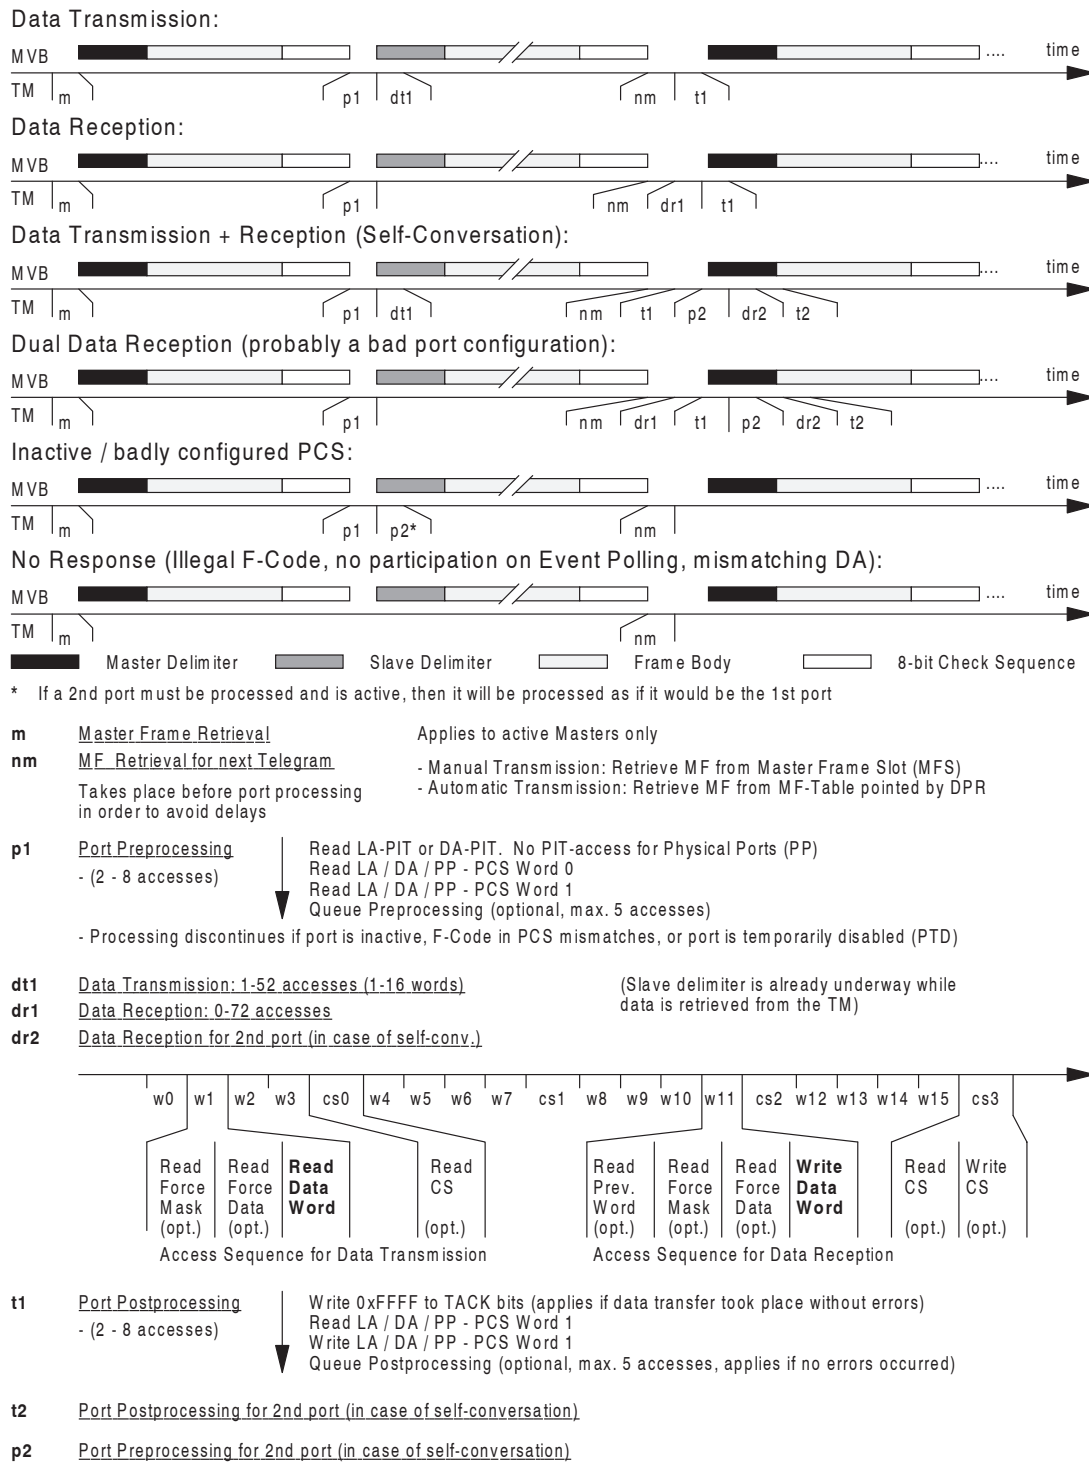 Data Transmission:
MVB .... time
TM m p1 dt1 nm t1
Data Reception:
MVB .... time
TM m p1 nm dr1 t1
Data Transmission + Reception (Self-Conversation):
MVB .... time
TM m p1 dt1 nm t1 p2 dr2 t2
Dual Data Reception (probably a bad port configuration):
MVB .... time
TM m p1 nm dr1 t1 p2 dr2 t2
Inactive / badly configured PCS:
MVB .... time
TM m p1 p2* nm
No Response (Illegal F-Code, no participation on Event Polling, mismatching DA):
MVB .... time
TM m nm
Master Delimiter Slave Delimiter Frame Body 8-bit Check Sequence
* If a 2nd port must be processed and is active, then it will be processed as if it would be the 1st port
m Master Frame Retrieval Applies to active Masters only
nm MF Retrieval for next Telegram
Takes place before port processing
in order to avoid delays
- Manual Transmission: Retrieve MF from Master Frame Slot (MFS)
- Automatic Transmission: Retrieve MF from MF-Table pointed by DPR
p1 Port Preprocessing
- (2 - 8 accesses)
Read LA-PIT or DA-PIT. No PIT-access for Physical Ports (PP)
Read LA / DA / PP - PCS Word 0
Read LA / DA / PP - PCS Word 1
Queue Preprocessing (optional, max. 5 accesses)
- Processing discontinues if port is inactive, F-Code in PCS mismatches, or port is temporarily disabled (PTD)
dt1 Data Transmission: 1-52 accesses (1-16 words)
(Slave delimiter is already underway while
data is retrieved from the TM)
dr1 Data Reception: 0-72 accesses
dr2 Data Reception for 2nd port (in case of self-conv.)
w0 w1 w2 w3 cs0 w4 w5 w6 w7 cs1 w8 w9 w10 w11 cs2 w12 w13 w14 w15 cs3
Read
Force
Mask
(opt.)
Read
Force
Data
(opt.)
Read
Data
Word
Read
CS
(opt.)
Access Sequence for Data Transmission
Read
Prev.
Word
(opt.)
Read
Force
Mask
(opt.)
Read
Force
Data
(opt.)
Write
Data
Word
Read
CS
(opt.)
Write
CS
(opt.)
Access Sequence for Data Reception
t1 Port Postprocessing
- (2 - 8 accesses)
Write 0xFFFF to TACK bits (applies if data transfer took place without errors)
Read LA / DA / PP - PCS Word 1
Write LA / DA / PP - PCS Word 1
Queue Postprocessing (optional, max. 5 accesses, applies if no errors occurred)
t2 Port Postprocessing for 2nd port (in case of self-conversation)
p2 Port Preprocessing for 2nd port (in case of self-conversation)